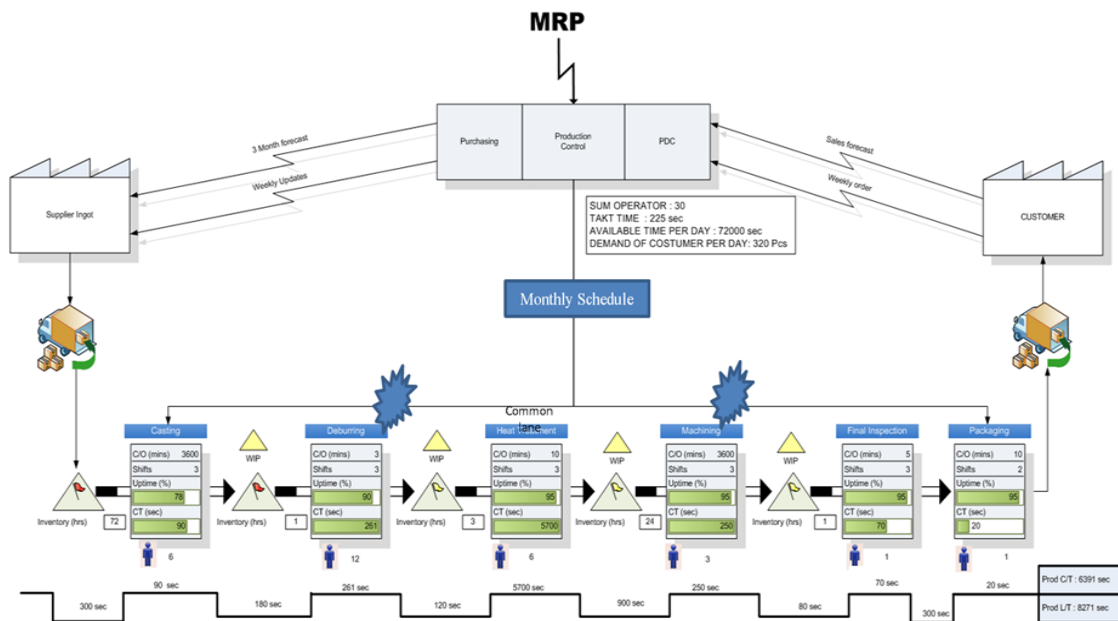 MRP
Purchasing
Production
Control
PDC
3 Month forecast
Weekly Updates
Sales forecast
Weekly order
Supplier Ingot
CUSTOMER
SUM OPERATOR : 30
TAKT TIME : 225 sec
AVAILABLE TIME PER DAY : 72000 sec
DEMAND OF COSTUMER PER DAY: 320 Pcs
Monthly Schedule
Common
lane
Casting
C/O (mins) 3600
Shifts 3
Uptime (%)
78
CT (sec)
90
6
WIP
Deburring
C/O (mins) 3
Shifts 3
Uptime (%)
90
CT (sec)
261
12
WIP
Heat
C/O (mins) 10
Shifts 3
Uptime (%)
95
CT (sec)
5700
6
WIP
Machining
C/O (mins) 3600
Shifts 3
Uptime (%)
95
CT (sec)
250
3
WIP
Final Inspection
C/O (mins) 5
Shifts 3
Uptime (%)
95
CT (sec)
70
1
Packaging
C/O (mins) 10
Shifts 2
Uptime (%)
95
CT (sec)
20
1
Inventory (hrs) 72
Inventory (hrs) 1
Inventory (hrs) 3
Inventory (hrs) 24
Inventory (hrs) 1
300 sec
90 sec
180 sec
261 sec
120 sec
5700 sec
900 sec
250 sec
80 sec
70 sec
300 sec
20 sec
Prod C/T : 6391 sec
Prod L/T : 8271 sec